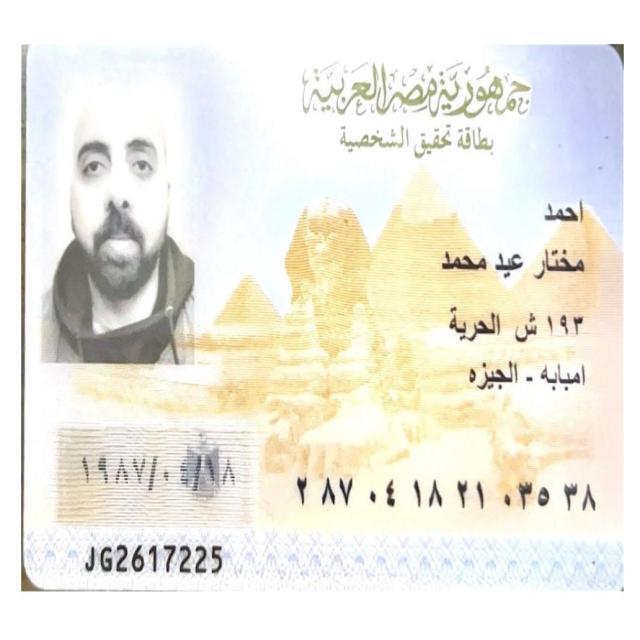 جمهورية مصر العربية
بطاقة تحقيق الشخصية
احمد
مختار عيد محمد
١٩٣ ش الحرية
امبابه - الجيزه
١٩٨٧/٠٤/١٨
٢ ٨٧ ٠٤ ١٨ ٢١ ٠٣٥ ٣٨
JG2617225